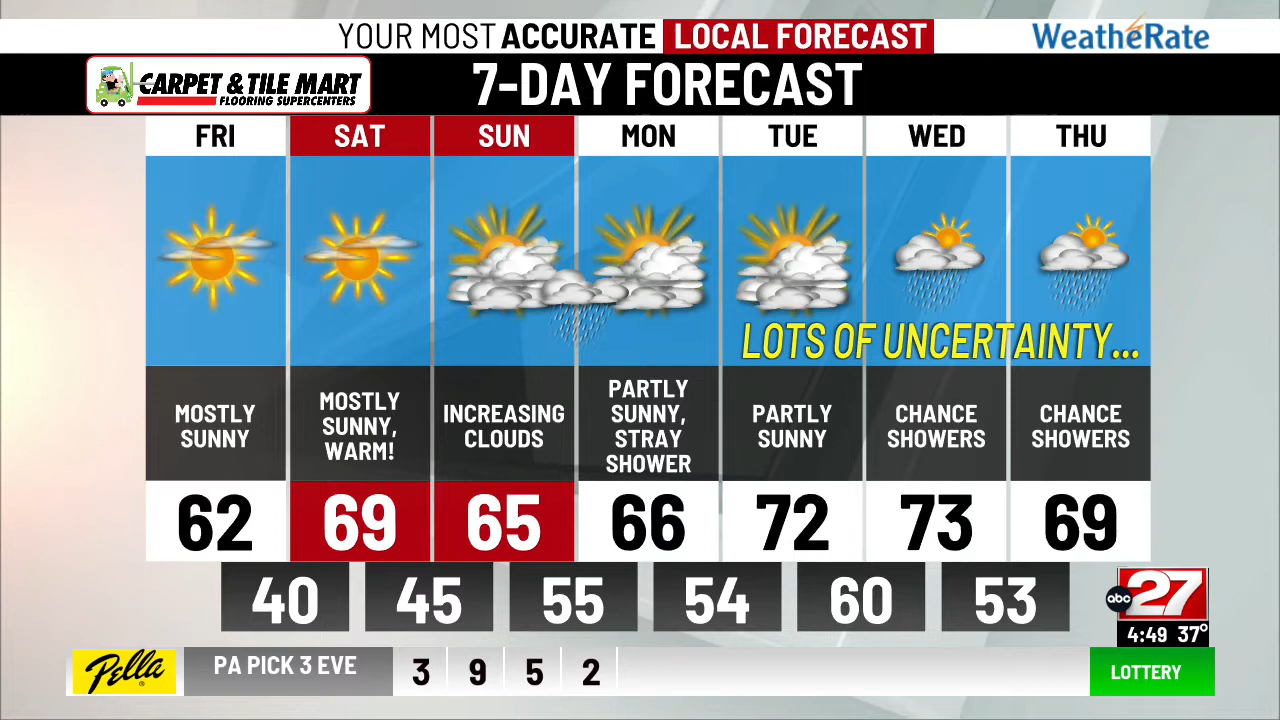 YOUR MOST ACCURATE LOCAL FORECAST
WeatheRate
CARPET & TILE MART
FLOORING SUPERCENTERS
7-DAY FORECAST
FRI SAT SUN MON TUE WED THU
LOTS OF UNCERTAINTY...
MOSTLY
SUNNY
MOSTLY
SUNNY,
WARM!
INCREASING
CLOUDS
PARTLY
SUNNY,
STRAY
SHOWER
PARTLY
SUNNY
CHANCE
SHOWERS
CHANCE
SHOWERS
62 69 65 66 72 73 69
40 45 55 54 60 53
abc 27
4:49 37°
Pella®
PA PICK 3 EVE 3 9 5 2
LOTTERY